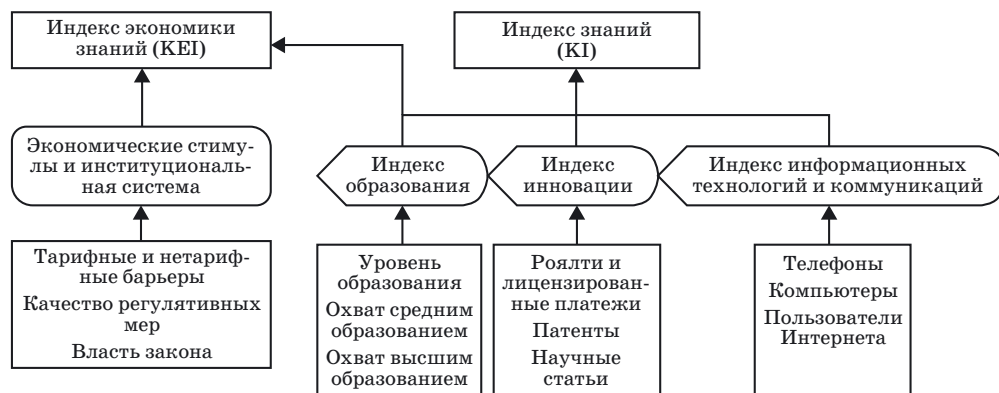 Индекс экономики
знаний (KEI)
Индекс знаний
(KI)
Экономические стиму-
лы и институциональ-
ная система
Индекс
образования
Индекс
инновации
Индекс информационных
технологий и коммуникаций
Тарифные и нетариф-
ные барьеры
Качество регулятивных
мер
Власть закона
Уровень
образования
Охват средним
образованием
Охват высшим
образованием
Роялти и
лицензирован-
ные платежи
Патенты
Научные
статьи
Телефоны
Компьютеры
Пользователи
Интернета